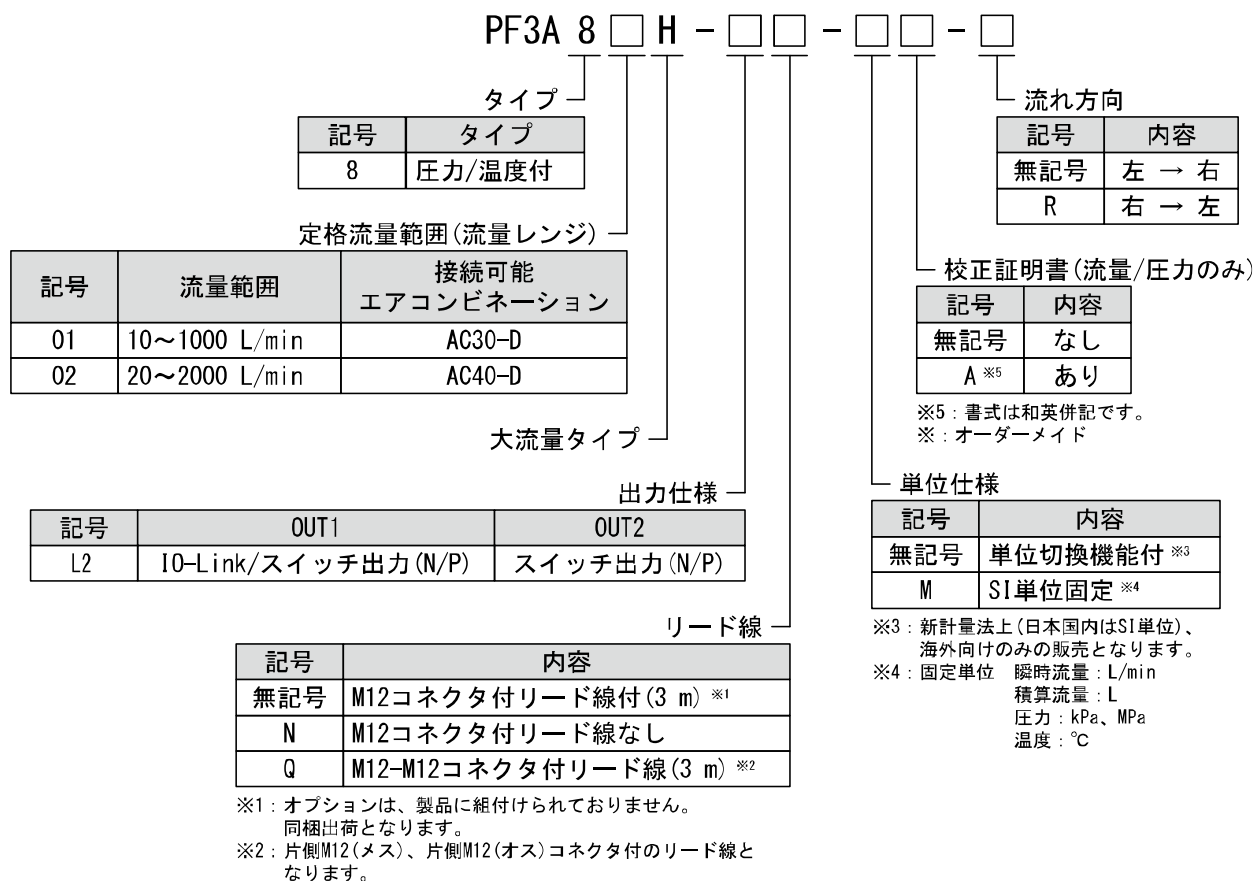 PF3A 8 □ H - □ □ - □ □ - □
タイプ
記号 タイプ
8 圧力/温度付
流れ方向
記号 内容
無記号 左 → 右
R 右 → 左
定格流量範囲(流量レンジ)
記号 流量範囲 接続可能
エアコンビネーション
01 10~1000 L/min AC30-D
02 20~2000 L/min AC40-D
校正証明書(流量/圧力のみ)
記号 内容
無記号 なし
A ※5 あり
※5:書式は和英併記です。
※:オーダーメイド
大流量タイプ
出力仕様
記号 OUT1 OUT2
L2 IO-Link/スイッチ出力(N/P) スイッチ出力(N/P)
単位仕様
記号 内容
無記号 単位切換機能付 ※3
M SI単位固定 ※4
※3:新計量法上(日本国内はSI単位)、
海外向けのみの販売となります。
※4:固定単位 瞬時流量:L/min
積算流量:L
圧力:kPa、MPa
温度:℃
リード線
記号 内容
無記号 M12コネクタ付リード線付(3 m) ※1
N M12コネクタ付リード線なし
Q M12-M12コネクタ付リード線(3 m) ※2
※1:オプションは、製品に組付けられておりません。
同梱出荷となります。
※2:片側M12(メス)、片側M12(オス)コネクタ付のリード線と
なります。